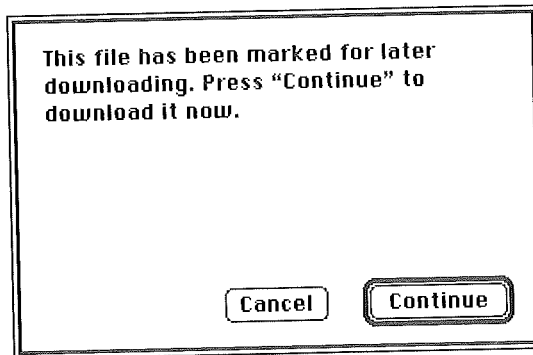 This file has been marked for later
downloading. Press “Continue” to
download it now.
Cancel
Continue